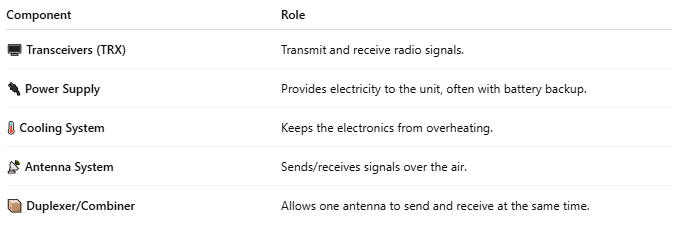 Component Role
Transceivers (TRX) Transmit and receive radio signals.
Power Supply Provides electricity to the unit, often with battery backup.
Cooling System Keeps the electronics from overheating.
Antenna System Sends/receives signals over the air.
Duplexer/Combiner Allows one antenna to send and receive at the same time.